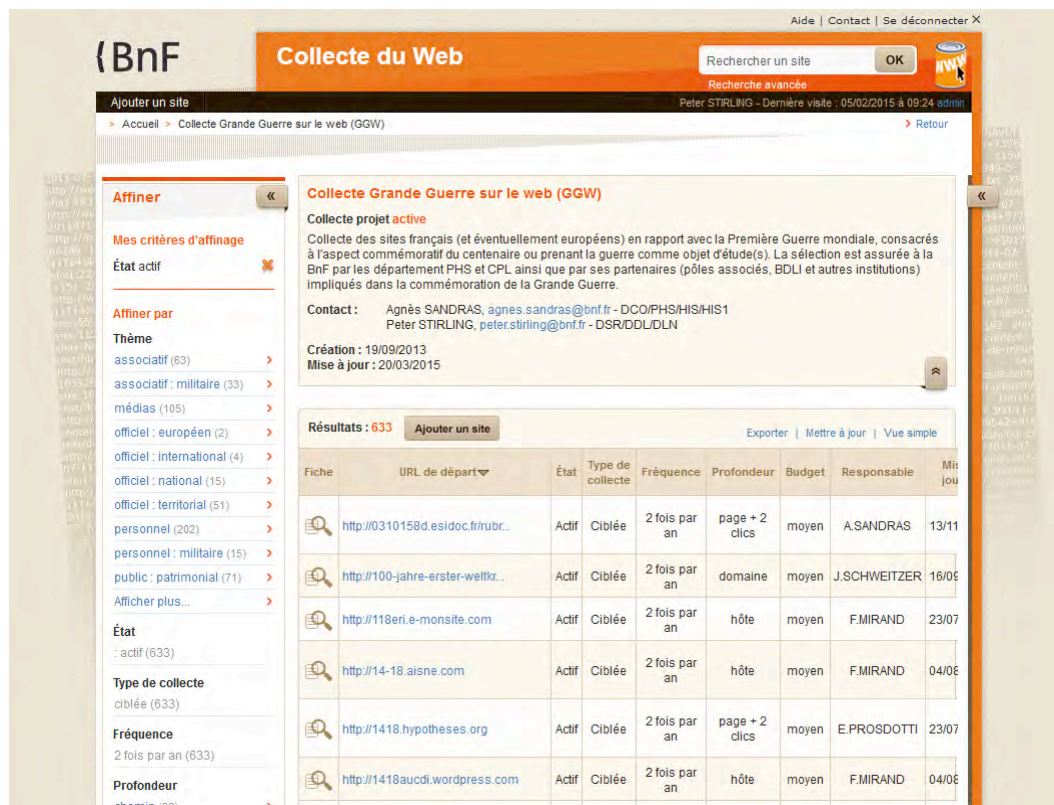 Aide | Contact | Se déconnecter ✕
{BnF
Collecte du Web
Rechercher un site
OK
Recherche avancée
WWW
Ajouter un site
Peter STIRLING - Dernière visite : 05/02/2015 à 09:24 admin
> Accueil > Collecte Grande Guerre sur le web (GGW)
> Retour
Affiner
«
Mes critères d'affinage
État actif
Affiner par
Thème
associatif (63)
associatif : militaire (33)
médias (105)
officiel : européen (2)
officiel : international (4)
officiel : national (15)
officiel : territorial (51)
personnel (202)
personnel : militaire (15)
public : patrimonial (71)
Afficher plus...
État
: actif (633)
Type de collecte
ciblée (633)
Fréquence
2 fois par an (633)
Profondeur
Collecte Grande Guerre sur le web (GGW)
«
Collecte projet active
Collecte des sites français (et éventuellement européens) en rapport avec la Première Guerre mondiale, consacrés
à l'aspect commémoratif du centenaire ou prenant la guerre comme objet d'étude(s). La sélection est assurée à la
BnF par les département PHS et CPL ainsi que par ses partenaires (pôles associés, BDLI et autres institutions)
impliqués dans la commémoration de la Grande Guerre.
Contact : Agnès SANDRAS, agnes.sandras@bnf.fr - DCO/PHS/HIS/HIS1
Peter STIRLING, peter.stirling@bnf.fr - DSR/DDL/DLN
Création : 19/09/2013
Mise à jour : 20/03/2015
Résultats : 633
Ajouter un site
Exporter | Mettre à jour | Vue simple
Fiche URL de départ État Type de collecte Fréquence Profondeur Budget Responsable Mis jou
http://0310158d.esidoc.fr/rubr... Actif Ciblée 2 fois par an page + 2 clics moyen A.SANDRAS 13/11
http://100-jahre-erster-weltkr... Actif Ciblée 2 fois par an domaine moyen J.SCHWEITZER 16/09
http://118eri.e-monsite.com Actif Ciblée 2 fois par an hôte moyen F.MIRAND 23/07
http://14-18.aisne.com Actif Ciblée 2 fois par an hôte moyen F.MIRAND 04/08
http://1418.hypotheses.org Actif Ciblée 2 fois par an page + 2 clics moyen E.PROSDOTTI 23/07
http://1418aucdi.wordpress.com Actif Ciblée 2 fois par an hôte moyen F.MIRAND 04/08